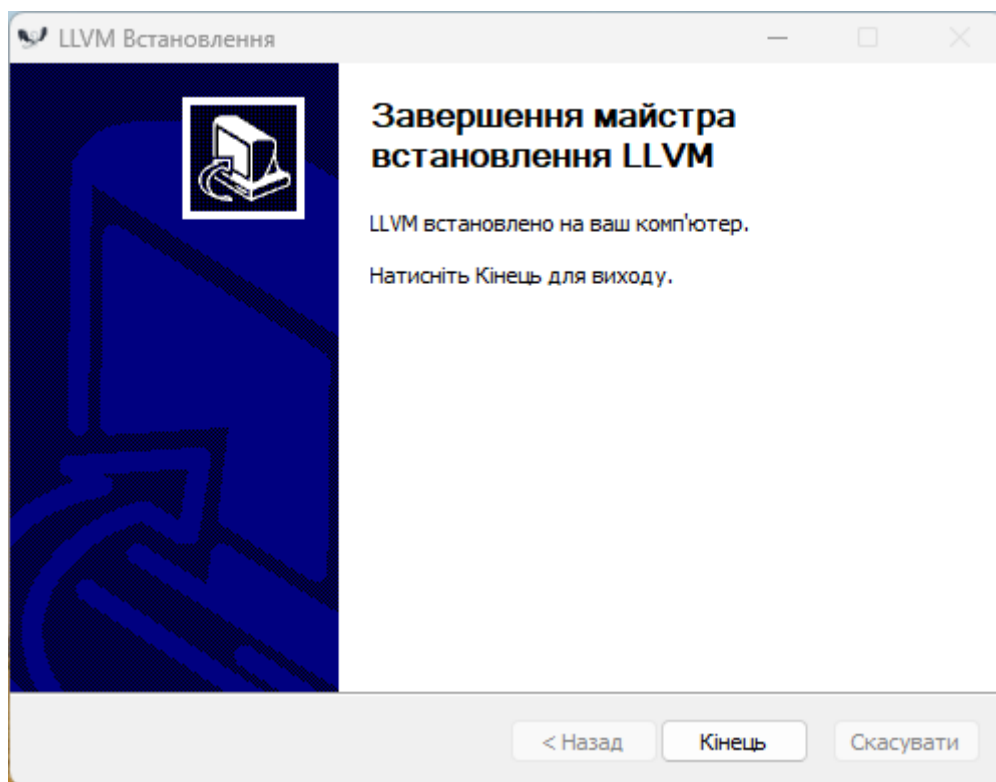 LLVM Встановлення
Завершення майстра
встановлення LLVM
LLVM встановлено на ваш комп'ютер.
Натисніть Кінець для виходу.
< Назад
Кінець
Скасувати